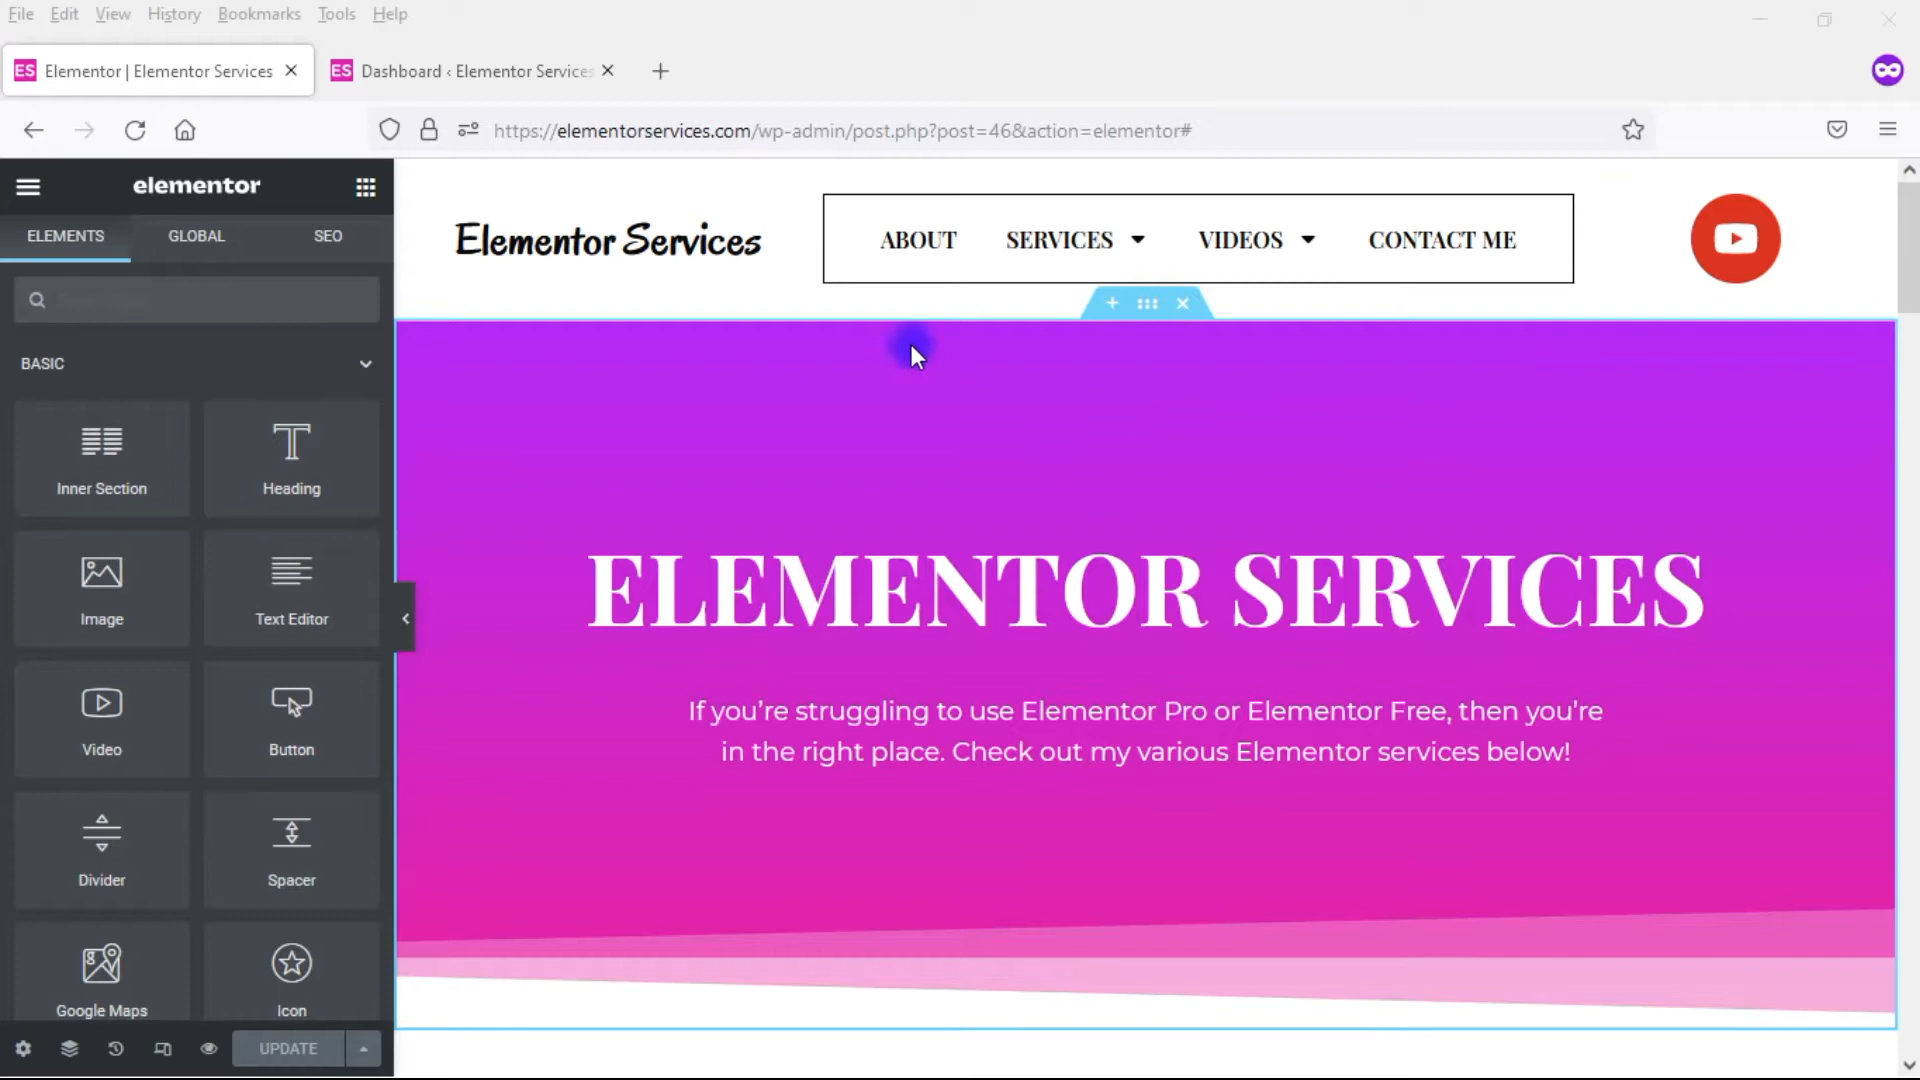 File Edit View History Bookmarks Tools Help
ES Elementor | Elementor Services
ES Dashboard ‹ Elementor Services
https://elementorservices.com/wp-admin/post.php?post=46&action=elementor#
elementor
ELEMENTS GLOBAL SEO
BASIC
Inner Section
Heading
Image
Text Editor
Video
Button
Divider
Spacer
Google Maps
Icon
UPDATE
Elementor Services
ABOUT SERVICES VIDEOS CONTACT ME
ELEMENTOR SERVICES
If you’re struggling to use Elementor Pro or Elementor Free, then you’re
in the right place. Check out my various Elementor services below!